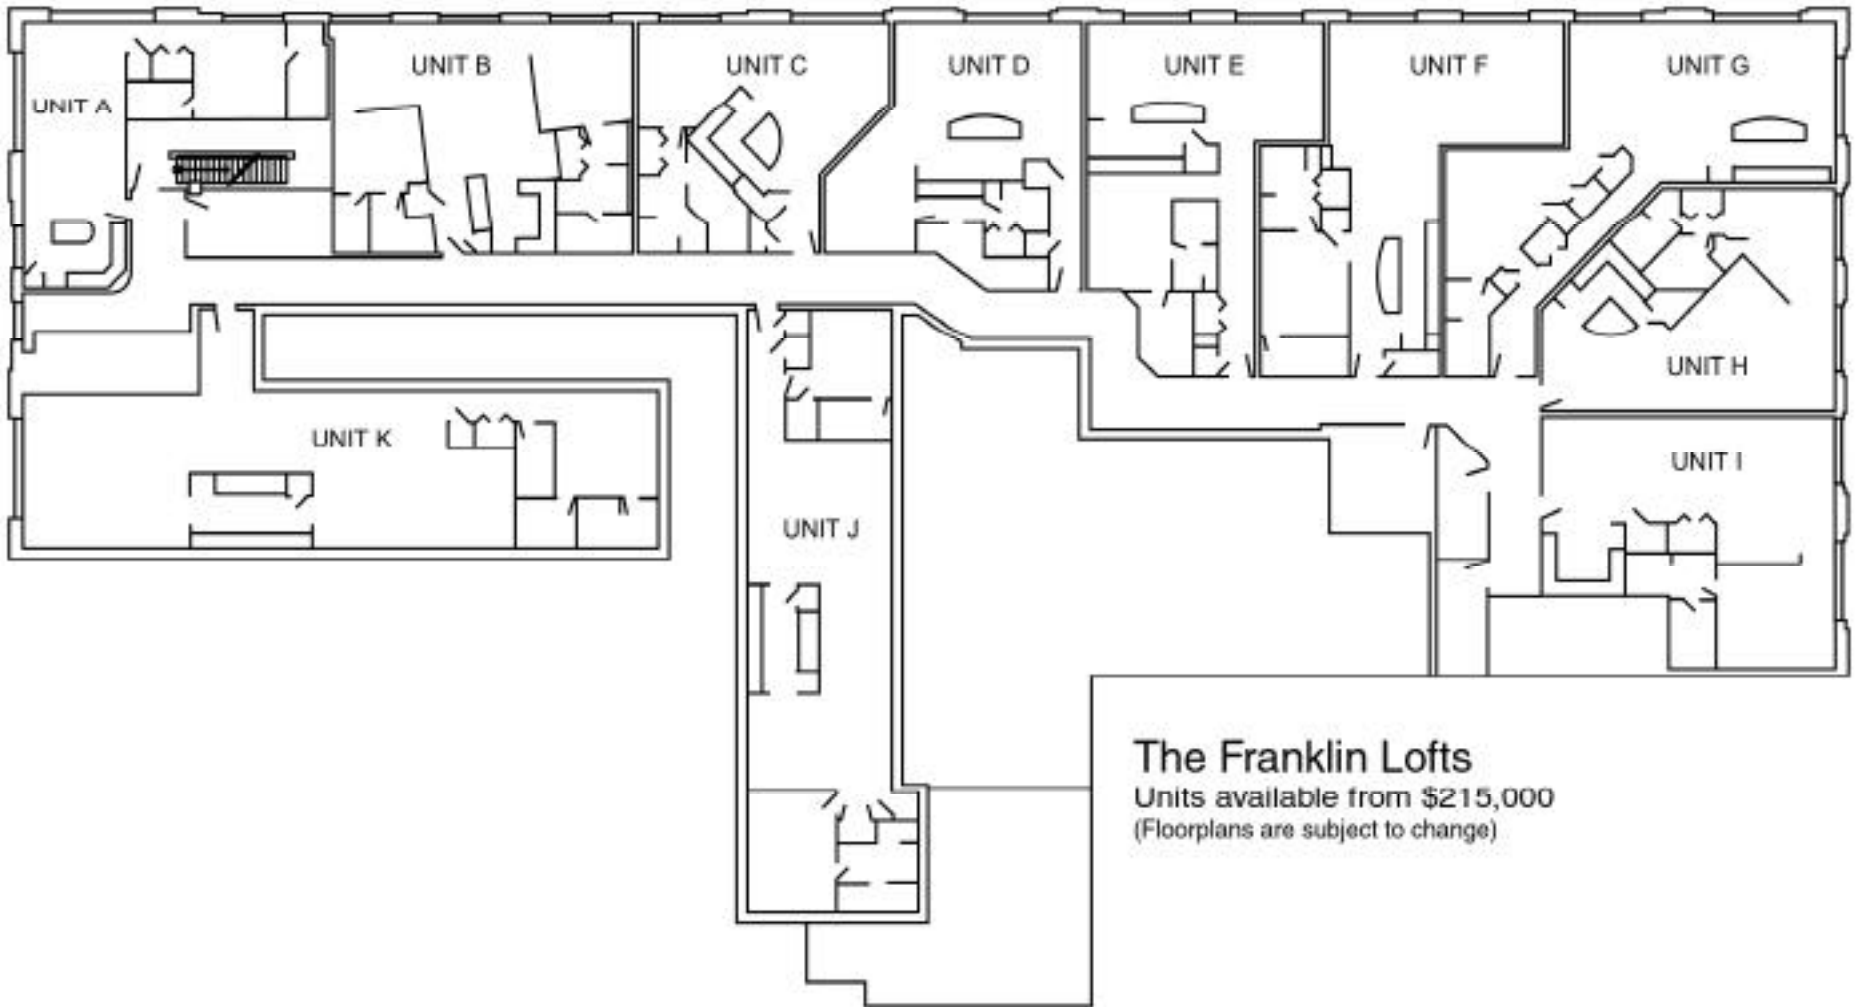 UNIT A
UNIT B
UNIT C
UNIT D
UNIT E
UNIT F
UNIT G
UNIT H
UNIT I
UNIT J
UNIT K
The Franklin Lofts
Units available from $215,000
(Floorplans are subject to change)